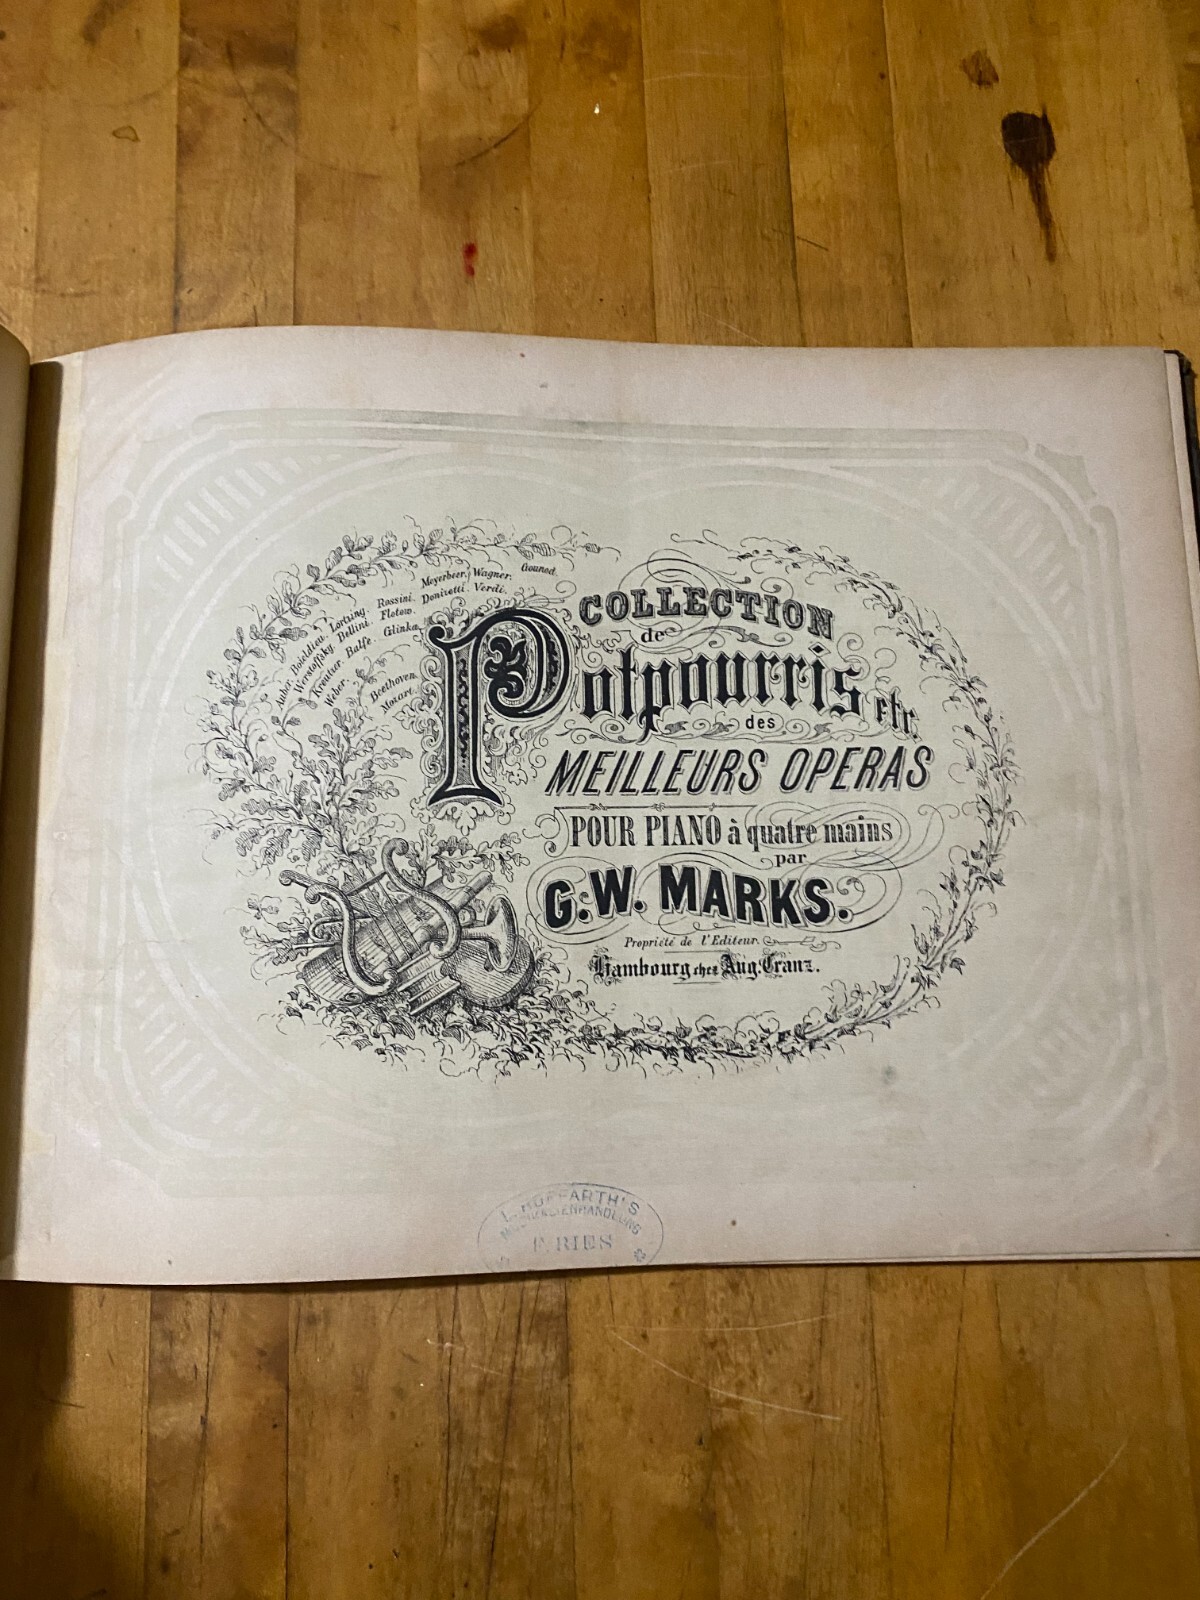 Meyerbeer. Wagner. Gounod.
Auber. Boieldieu. Lortzing. Rossini. Donizetti. Verdi.
Werstoffsky. Bellini. Flotow.
Kreutzer. Balfe. Glinka.
Weber. Beethoven.
Mozart.
COLLECTION
de
Potpourris etc.
des
MEILLEURS OPERAS
POUR PIANO à quatre mains
par
G. W. MARKS.
Propriété de l'Editeur.
Hambourg chez Aug. Cranz.
HOFFARTH'S
MUSIKALIENHANDLUNG
F. RIES